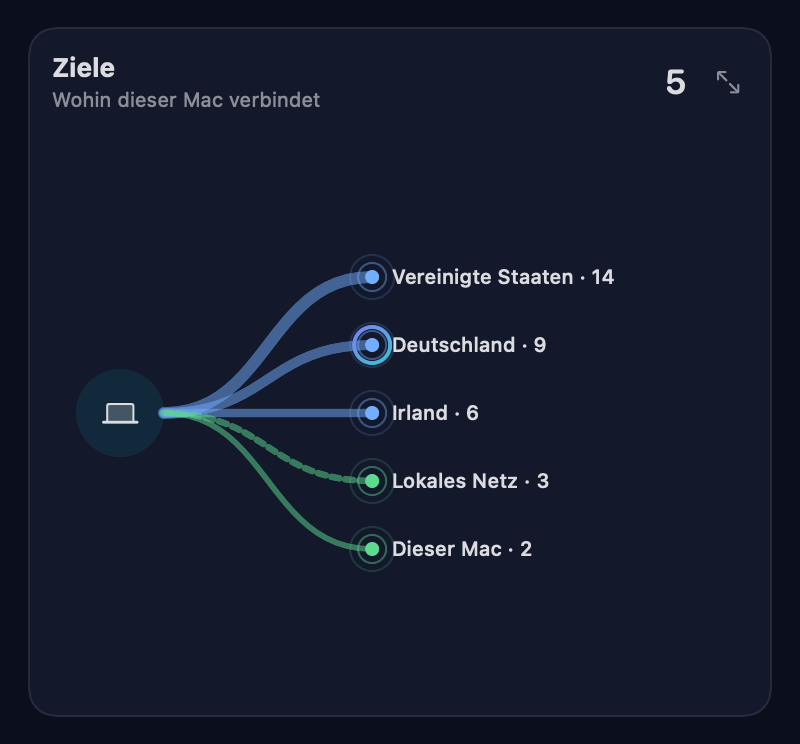 Ziele
Wohin dieser Mac verbindet
5
Vereinigte Staaten · 14
Deutschland · 9
Irland · 6
Lokales Netz · 3
Dieser Mac · 2